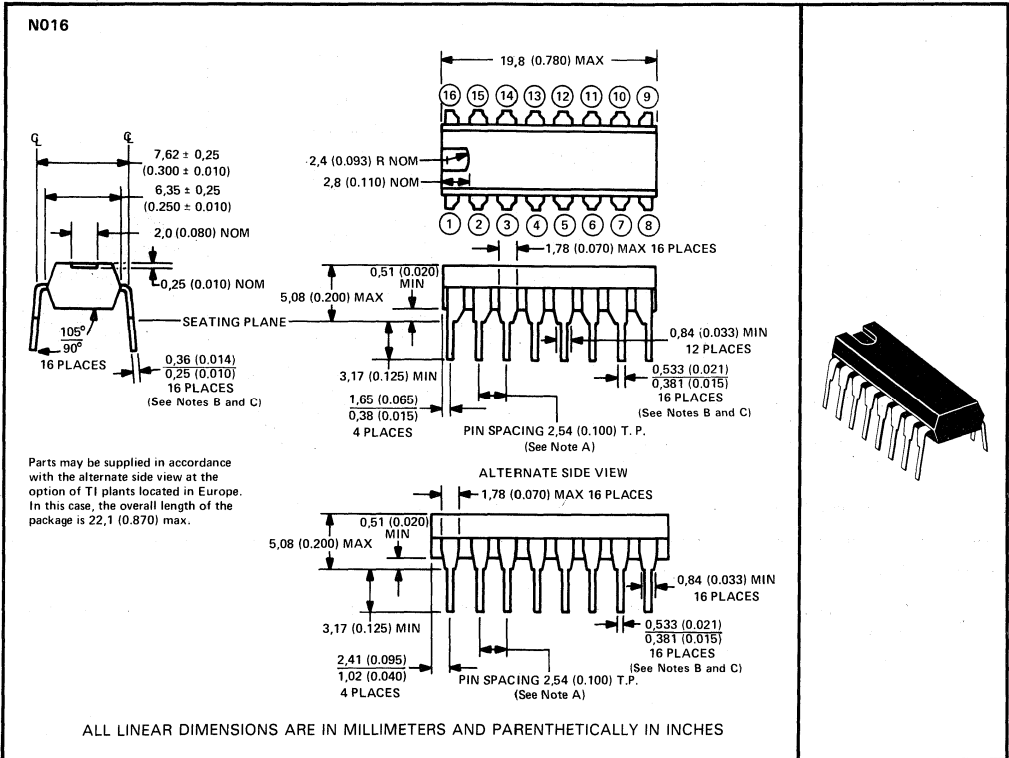 N016
19,8 (0.780) MAX
16 15 14 13 12 11 10 9
℄ ℄
7,62 ± 0,25
(0.300 ± 0.010)
6,35 ± 0,25
(0.250 ± 0.010)
2,0 (0.080) NOM
0,25 (0.010) NOM
2,4 (0.093) R NOM
2,8 (0.110) NOM
1 2 3 4 5 6 7 8
1,78 (0.070) MAX 16 PLACES
0,51 (0.020)
MIN
5,08 (0.200) MAX
SEATING PLANE
105°
90°
16 PLACES
0,36 (0.014)
0,25 (0.010)
16 PLACES
(See Notes B and C)
0,84 (0.033) MIN
12 PLACES
3,17 (0.125) MIN
0,533 (0.021)
0,381 (0.015)
16 PLACES
(See Notes B and C)
1,65 (0.065)
0,38 (0.015)
4 PLACES
PIN SPACING 2,54 (0.100) T.P.
(See Note A)
Parts may be supplied in accordance
with the alternate side view at the
option of TI plants located in Europe.
In this case, the overall length of the
package is 22,1 (0.870) max.
ALTERNATE SIDE VIEW
1,78 (0.070) MAX 16 PLACES
0,51 (0.020)
MIN
5,08 (0.200) MAX
0,84 (0.033) MIN
16 PLACES
3,17 (0.125) MIN
0,533 (0.021)
0,381 (0.015)
16 PLACES
(See Notes B and C)
2,41 (0.095)
1,02 (0.040)
4 PLACES
PIN SPACING 2,54 (0.100) T.P.
(See Note A)
ALL LINEAR DIMENSIONS ARE IN MILLIMETERS AND PARENTHETICALLY IN INCHES